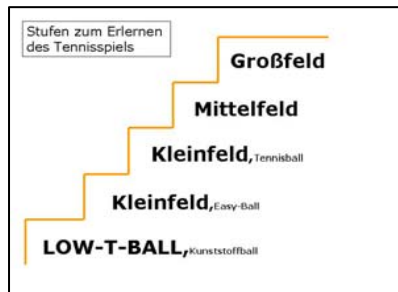 Stufen zum Erlernen
des Tennisspiels
Großfeld
Mittelfeld
Kleinfeld,Tennisball
Kleinfeld,Easy-Ball
LOW-T-BALL,Kunststoffball